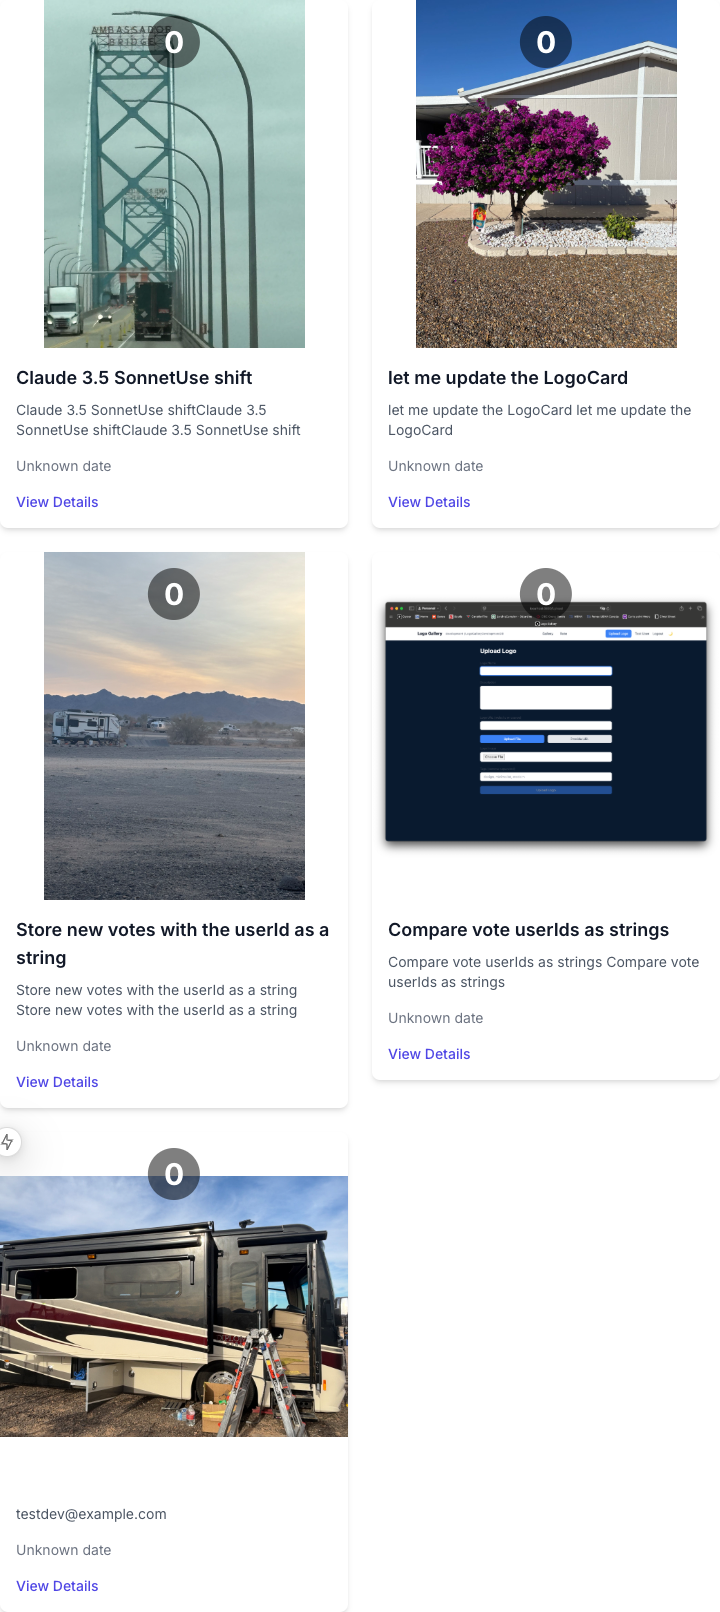 AMBASSADOR
BRIDGE
0
Claude 3.5 SonnetUse shift
Claude 3.5 SonnetUse shiftClaude 3.5
SonnetUse shiftClaude 3.5 SonnetUse shift
Unknown date
View Details
0
let me update the LogoCard
let me update the LogoCard let me update the
LogoCard
Unknown date
View Details
0
Store new votes with the userId as a
string
Store new votes with the userId as a string
Store new votes with the userId as a string
Unknown date
View Details
0
Logo Gallery
Upload Logo
Upload Logo
Compare vote userIds as strings
Compare vote userIds as strings Compare vote
userIds as strings
Unknown date
View Details
0
testdev@example.com
Unknown date
View Details